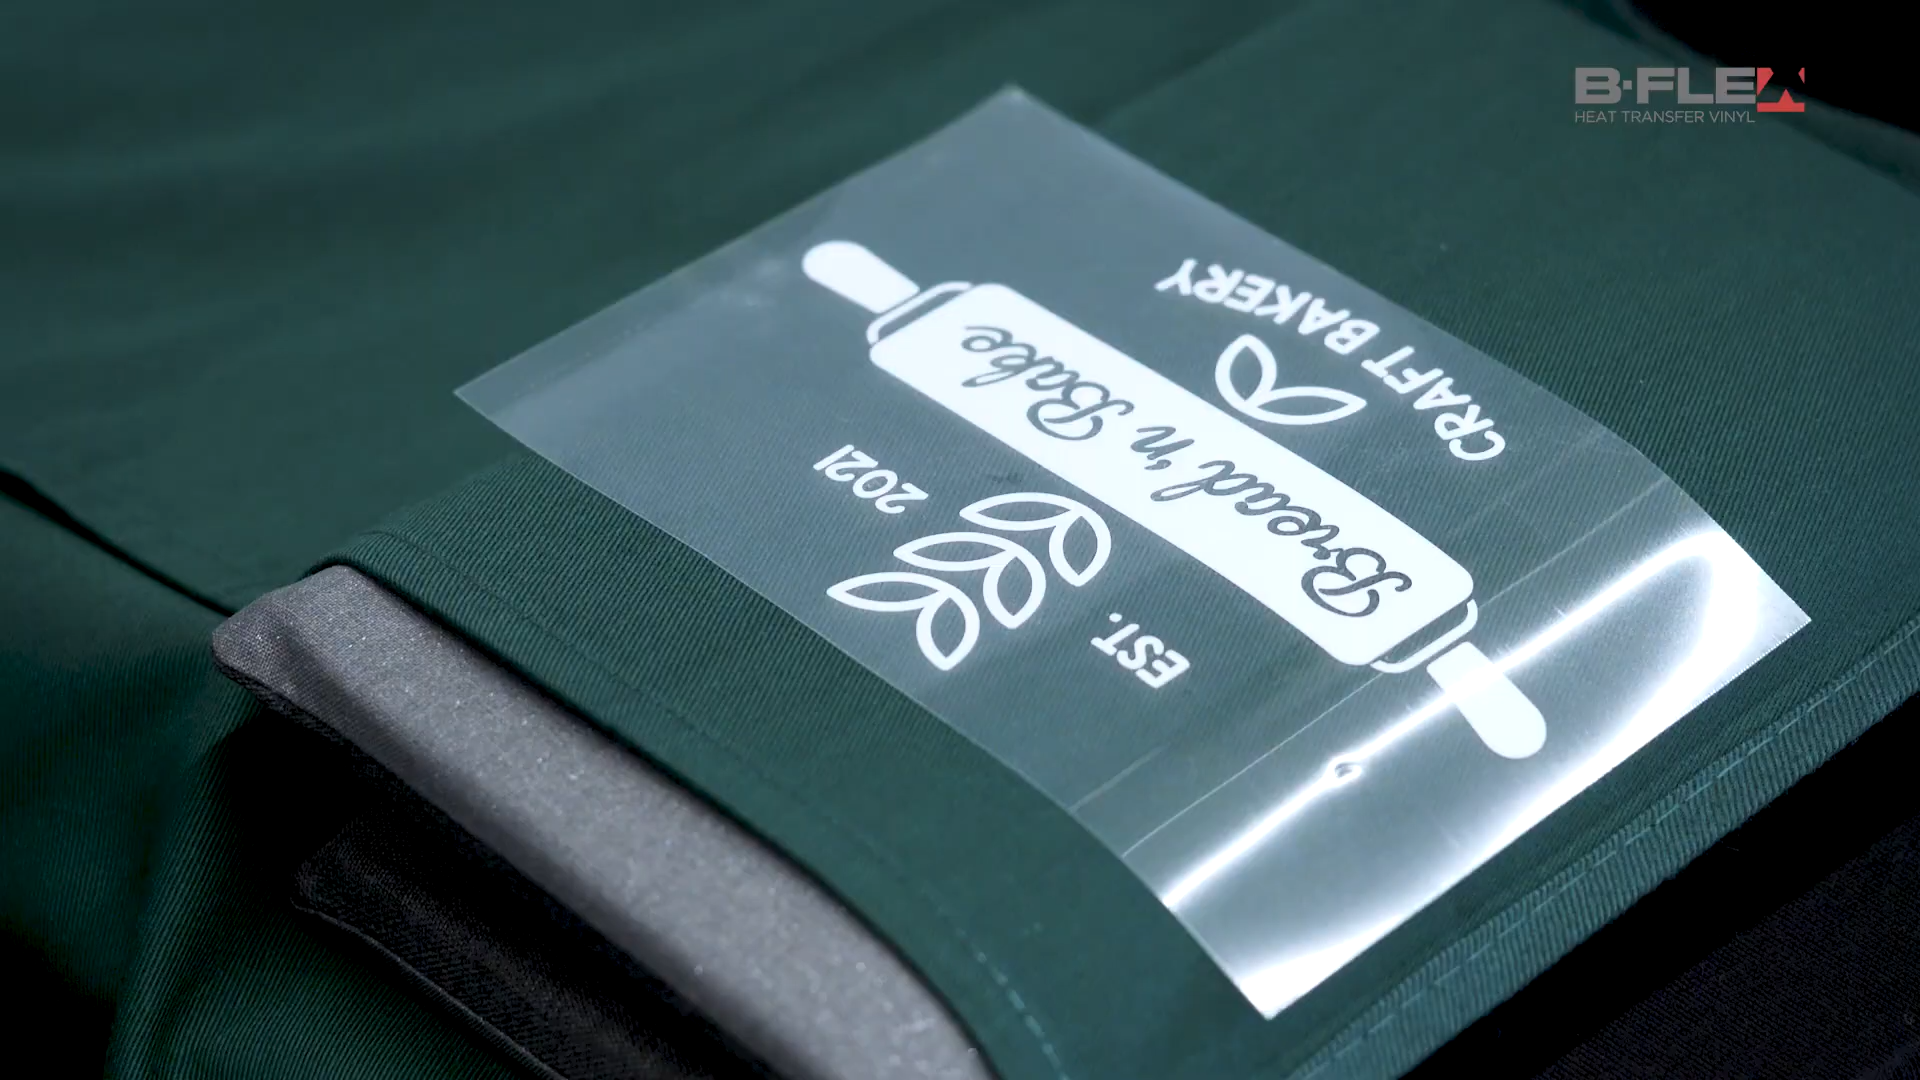 B·FLEX
HEAT TRANSFER VINYL
CRAFT BAKERY
Bread 'n Bake
EST. 2021